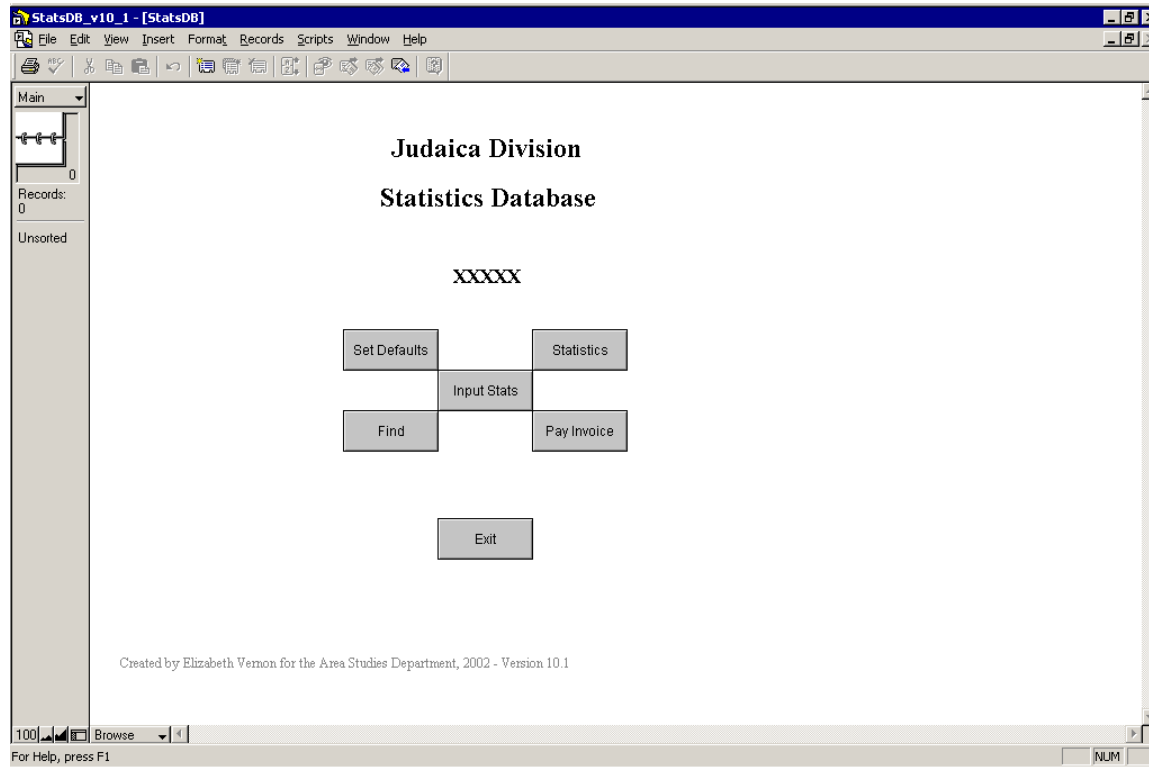 StatsDB_v10_1 - [StatsDB]
File Edit View Insert Format Records Scripts Window Help
Main
0
Records:
0
Unsorted
Judaica Division
Statistics Database
XXXXX
Set Defaults
Statistics
Input Stats
Find
Pay Invoice
Exit
Created by Elizabeth Vernon for the Area Studies Department, 2002 - Version 10.1
100 Browse
For Help, press F1
NUM